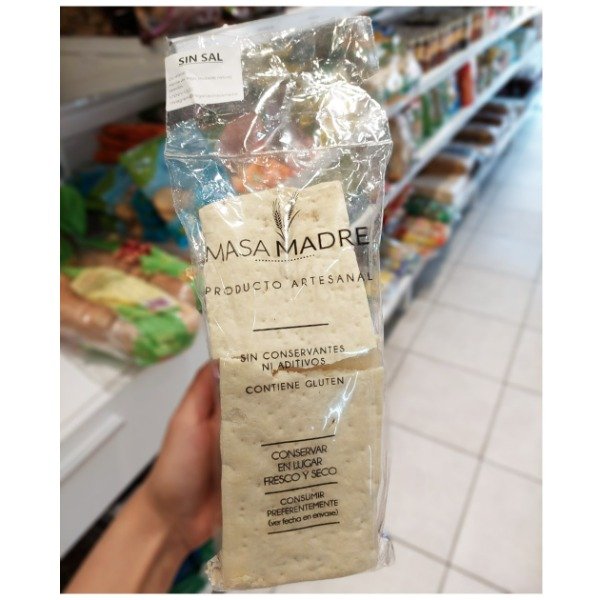 SIN SAL
MASA MADRE
PRODUCTO ARTESANAL
SIN CONSERVANTES
NI ADITIVOS
CONTIENE GLUTEN
CONSERVAR
EN LUGAR
FRESCO Y SECO
CONSUMIR
PREFERENTEMENTE
(ver fecha en envase)